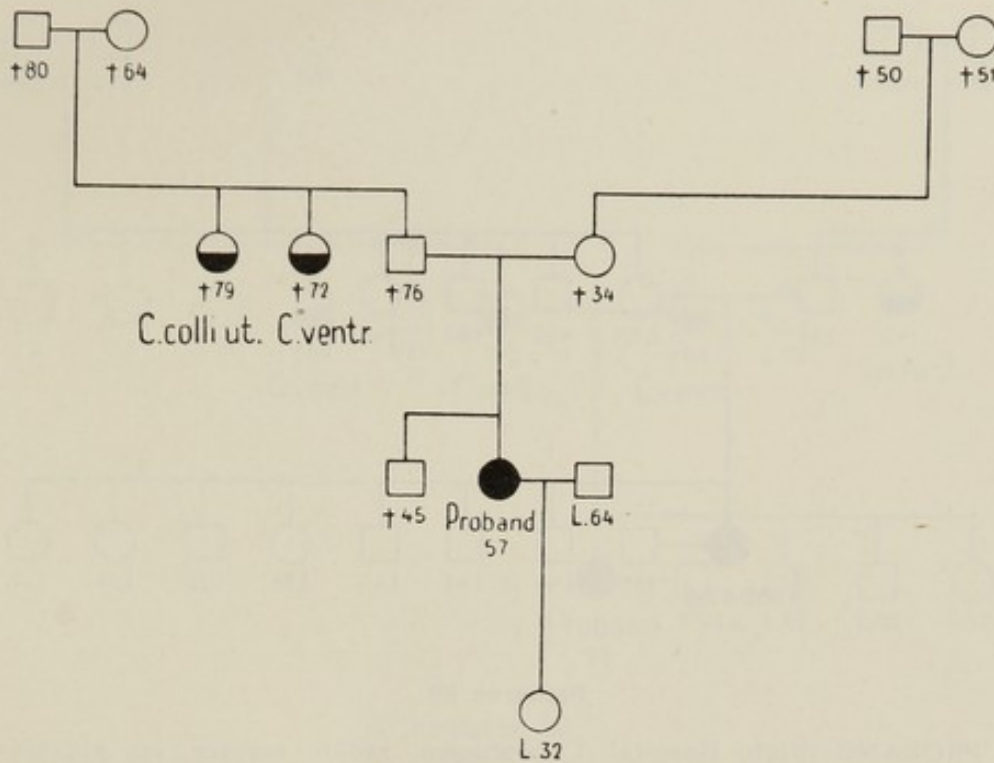 †80 †64 †50 †51
†79 †72 †76 †34
C.colli ut. C.ventr.
†45 Proband L.64
57
L 32